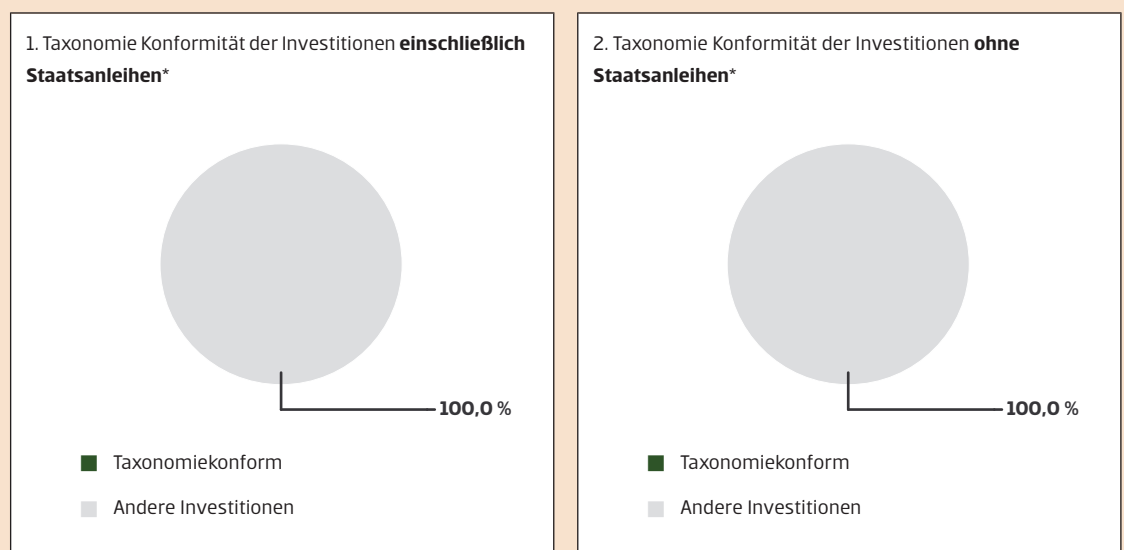 1. Taxonomie Konformität der Investitionen einschließlich
Staatsanleihen*
100,0 %
Taxonomiekonform
Andere Investitionen
2. Taxonomie Konformität der Investitionen ohne
Staatsanleihen*
100,0 %
Taxonomiekonform
Andere Investitionen